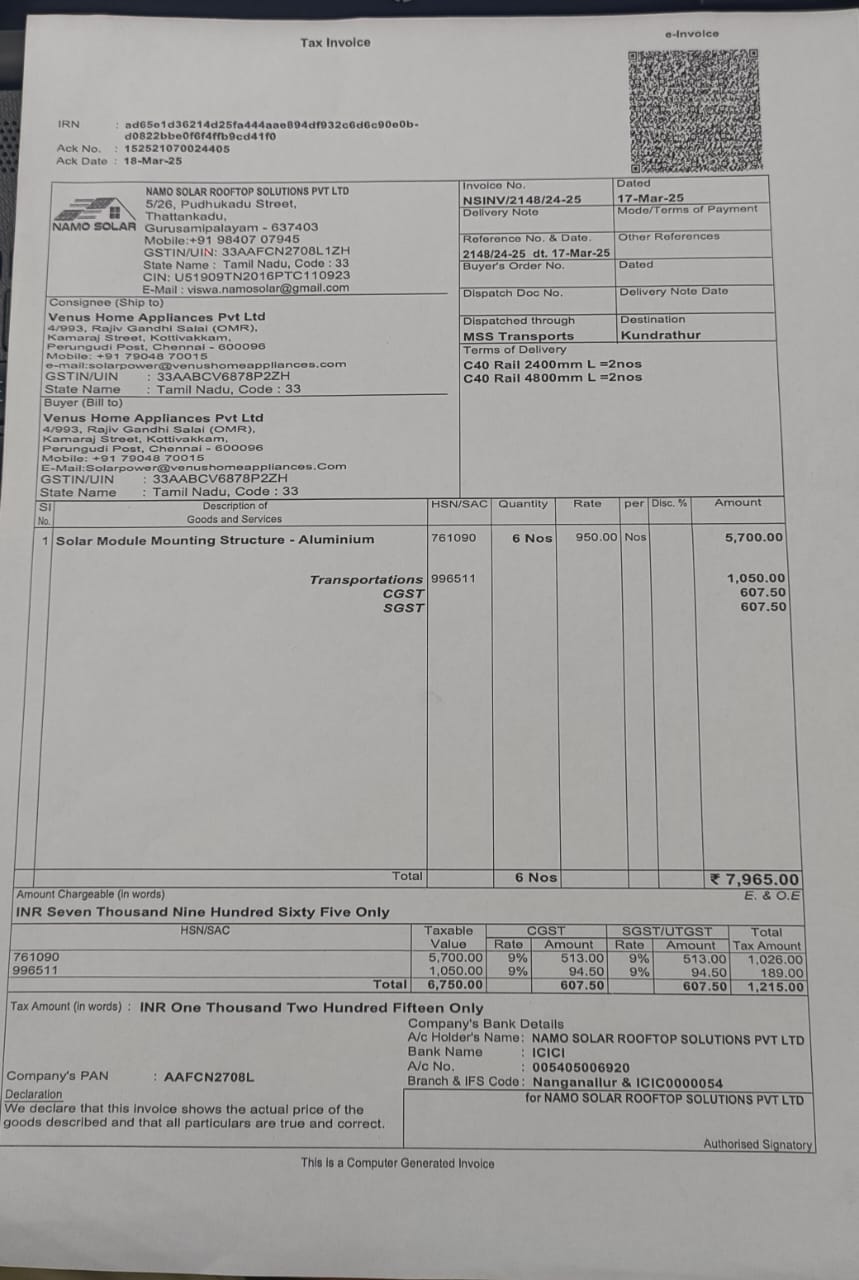 Tax Invoice
e-Invoice
IRN : ad65e1d36214d25fa444aae894df932c6d6c90e0b-
d0822bbe0f6f4ffb9cd41f0
Ack No. : 152521070024405
Ack Date : 18-Mar-25
NAMO SOLAR
NAMO SOLAR ROOFTOP SOLUTIONS PVT LTD
5/26, Pudhukadu Street,
Thattankadu,
Gurusamipalayam - 637403
Mobile:+91 98407 07945
GSTIN/UIN: 33AAFCN2708L1ZH
State Name : Tamil Nadu, Code : 33
CIN: U51909TN2016PTC110923
E-Mail : viswa.namosolar@gmail.com
Invoice No.
NSINV/2148/24-25
Dated
17-Mar-25
Delivery Note
Mode/Terms of Payment
Reference No. & Date.
2148/24-25 dt. 17-Mar-25
Other References
Buyer's Order No.
Dated
Dispatch Doc No.
Delivery Note Date
Dispatched through
MSS Transports
Destination
Kundrathur
Terms of Delivery
C40 Rail 2400mm L =2nos
C40 Rail 4800mm L =2nos
Consignee (Ship to)
Venus Home Appliances Pvt Ltd
4/993, Rajiv Gandhi Salai (OMR),
Kamaraj Street, Kottivakkam,
Perungudi Post, Chennai - 600096
Mobile: +91 79048 70015
e-mail:solarpower@venushomeappliances.com
GSTIN/UIN : 33AABCV6878P2ZH
State Name : Tamil Nadu, Code : 33
Buyer (Bill to)
Venus Home Appliances Pvt Ltd
4/993, Rajiv Gandhi Salai (OMR),
Kamaraj Street, Kottivakkam,
Perungudi Post, Chennai - 600096
Mobile: +91 79048 70015
E-Mail:Solarpower@venushomeappliances.Com
GSTIN/UIN : 33AABCV6878P2ZH
State Name : Tamil Nadu, Code : 33
Sl No. Description of Goods and Services HSN/SAC Quantity Rate per Disc. % Amount
1 Solar Module Mounting Structure - Aluminium 761090 6 Nos 950.00 Nos 5,700.00
Transportations 996511 1,050.00
CGST 607.50
SGST 607.50
Total 6 Nos ₹ 7,965.00
Amount Chargeable (in words) E. & O.E
INR Seven Thousand Nine Hundred Sixty Five Only
HSN/SAC Taxable Value CGST SGST/UTGST Total Tax Amount
Rate Amount Rate Amount
761090 5,700.00 9% 513.00 9% 513.00 1,026.00
996511 1,050.00 9% 94.50 9% 94.50 189.00
Total 6,750.00 607.50 607.50 1,215.00
Tax Amount (in words) : INR One Thousand Two Hundred Fifteen Only
Company's Bank Details
A/c Holder's Name: NAMO SOLAR ROOFTOP SOLUTIONS PVT LTD
Bank Name : ICICI
A/c No. : 005405006920
Company's PAN : AAFCN2708L
Branch & IFS Code: Nanganallur & ICIC0000054
Declaration
We declare that this invoice shows the actual price of the
goods described and that all particulars are true and correct.
for NAMO SOLAR ROOFTOP SOLUTIONS PVT LTD
Authorised Signatory
This is a Computer Generated Invoice